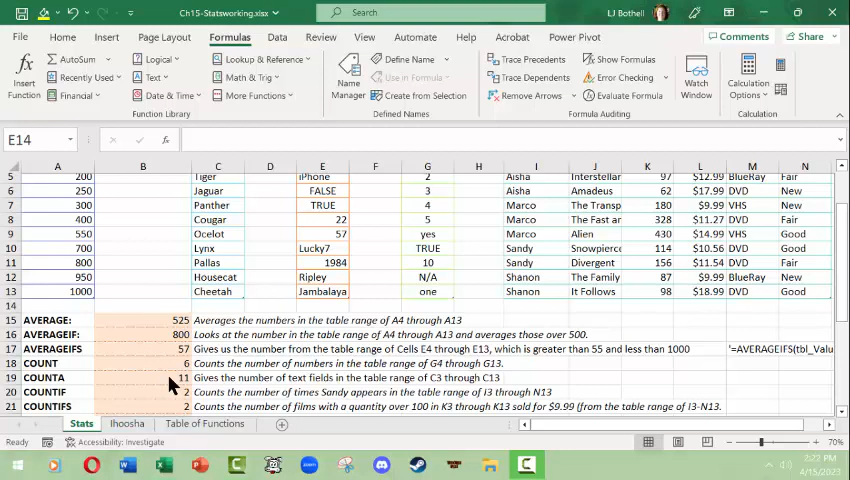 Ch15-Statsworking.xlsx
Search
LJ Bothell
File Home Insert Page Layout Formulas Data Review View Automate Help Acrobat Power Pivot Comments Share
Insert Function
AutoSum
Recently Used
Financial
Logical
Text
Date & Time
Lookup & Reference
Math & Trig
More Functions
Function Library
Name Manager
Define Name
Use in Formula
Create from Selection
Defined Names
Trace Precedents
Trace Dependents
Remove Arrows
Show Formulas
Error Checking
Evaluate Formula
Formula Auditing
Watch Window
Calculation Options
Calculation
E14
fx
A B C D E F G H I J K L M N
5 200 Tiger iPhone 2 Aisha Interstellar 97 $12.99 BlueRay Fair
6 250 Jaguar FALSE 3 Aisha Amadeus 62 $17.99 DVD New
7 300 Panther TRUE 4 Marco The Transp 180 $9.99 VHS New
8 400 Cougar 22 5 Marco The Fast an 328 $11.27 DVD Fair
9 550 Ocelot 57 yes Marco Alien 430 $14.99 VHS Good
10 700 Lynx Lucky7 TRUE Sandy Snowpierce 114 $10.56 DVD Good
11 800 Pallas 1984 10 Sandy Divergent 156 $11.54 DVD Fair
12 950 Housecat Ripley N/A Shanon The Family 87 $9.99 BlueRay New
13 1000 Cheetah Jambalaya one Shanon It Follows 98 $18.99 DVD Good
14
15 AVERAGE: 525 Averages the numbers in the table range of A4 through A13
16 AVERAGEIF: 800 Looks at the number in the table range of A4 through A13 and averages those over 500.
17 AVERAGEIFS 57 Gives us the number from the table range of Cells E4 through E13, which is greater than 55 and less than 1000 '=AVERAGEIFS(tbl_Valu
18 COUNT 6 Counts the number of numbers in the table range of G4 through G13.
19 COUNTA 11 Gives the number of text fields in the table range of C3 through C13
20 COUNTIF 2 Counts the number of times Sandy appears in the table range of I3 through N13
21 COUNTIFS 2 Counts the number of films with a quantity over 100 in K3 through K13 sold for $9.99 (from the table range of I3-N13.
Stats Ihoosha Table of Functions
Ready Accessibility: Investigate 70%
2:22 PM
4/15/2023